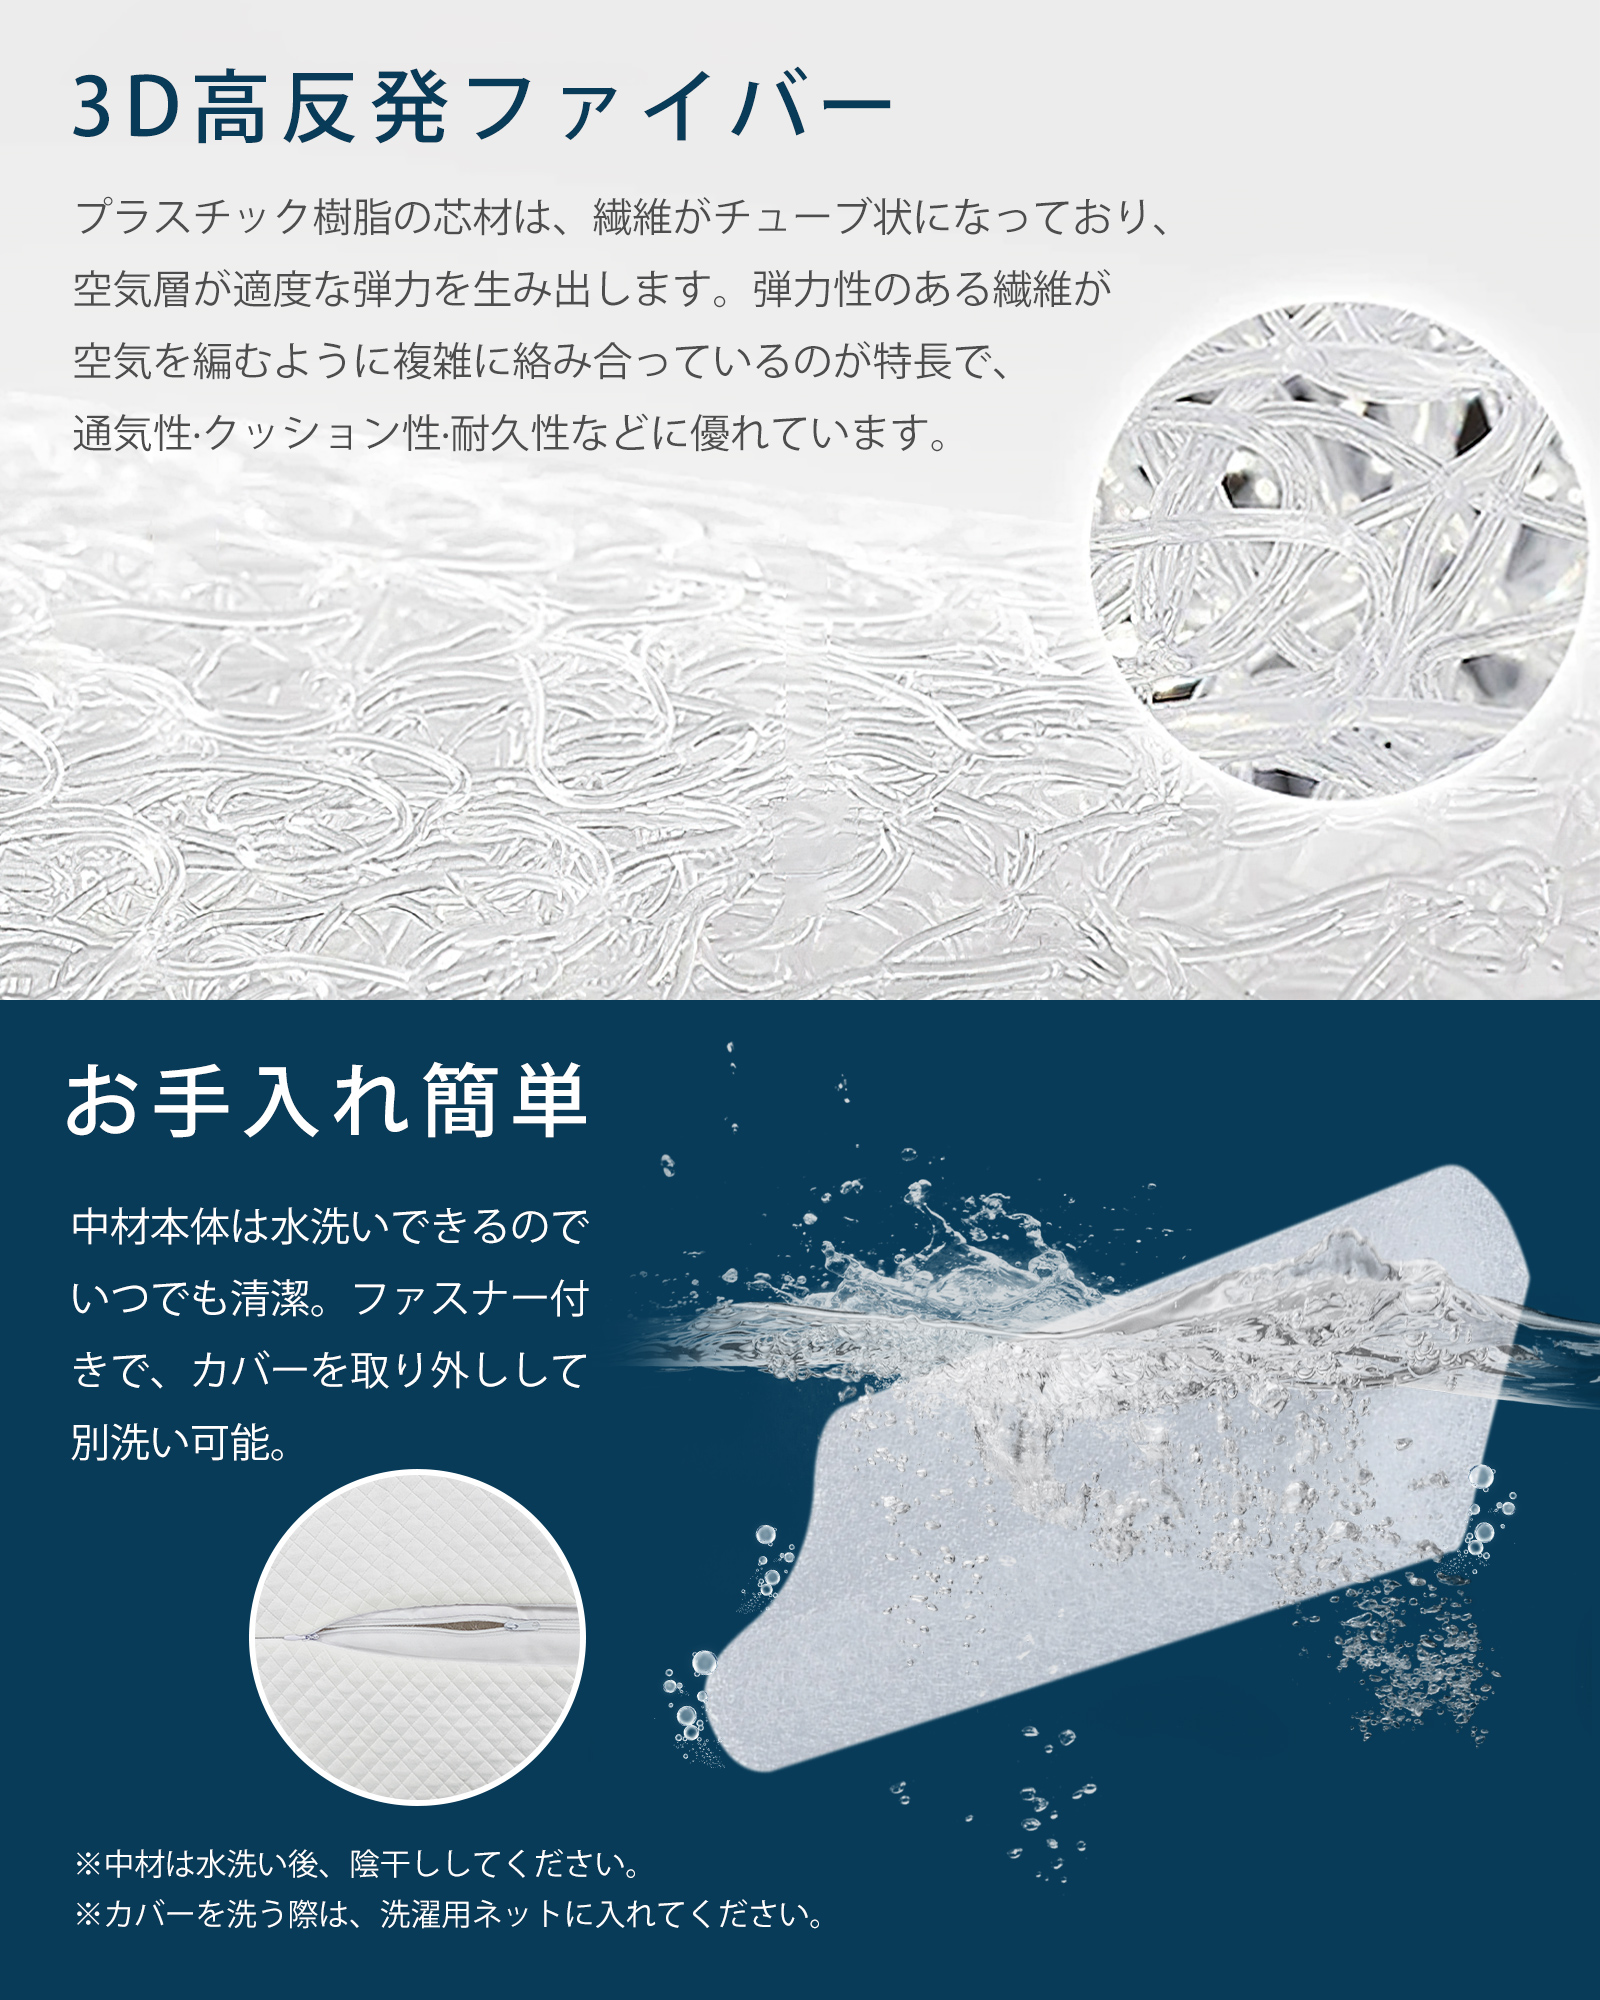 3D高反発ファイバー
プラスチック樹脂の芯材は、繊維がチューブ状になっており、
空気層が適度な弾力を生み出します。弾力性のある繊維が
空気を編むように複雑に絡み合っているのが特長で、
通気性·クッション性·耐久性などに優れています。
お手入れ簡単
中材本体は水洗いできるので
いつでも清潔。ファスナー付
きで、カバーを取り外しして
別洗い可能。
※中材は水洗い後、陰干ししてください。
※カバーを洗う際は、洗濯用ネットに入れてください。